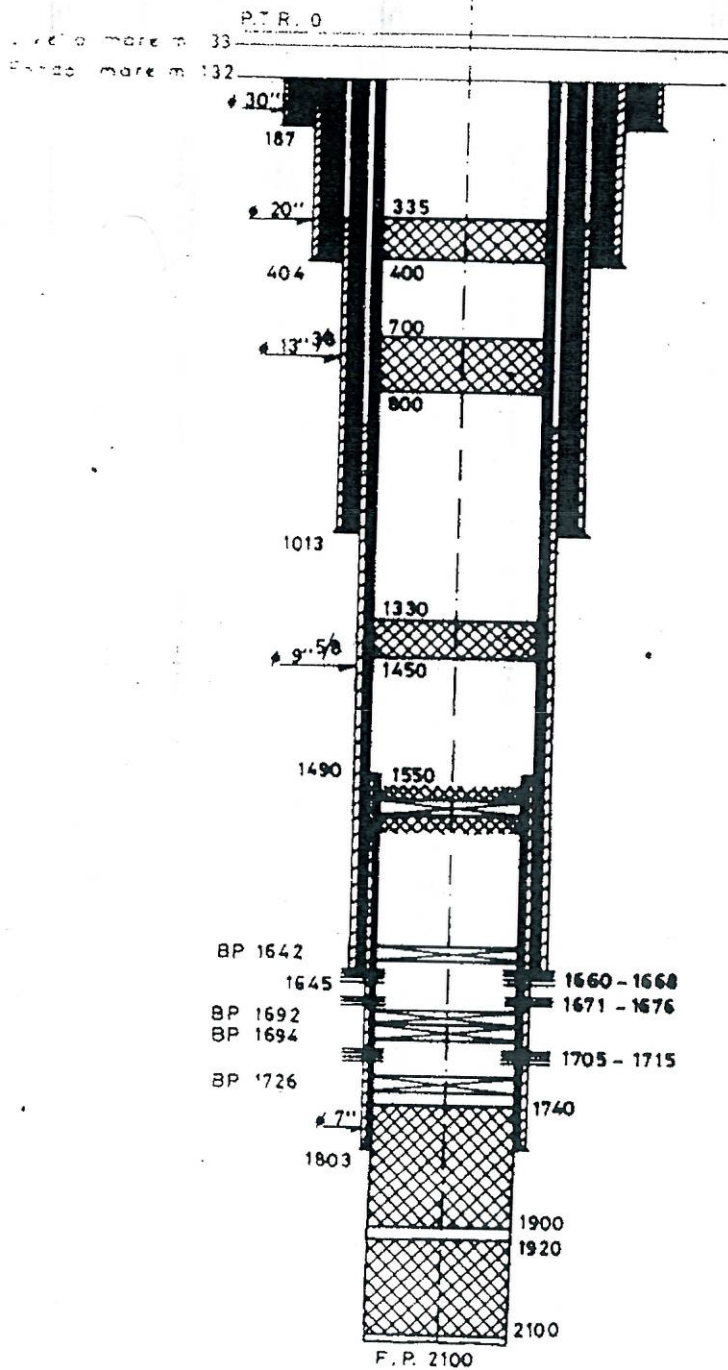 P.T.R. 0
mare m 33
Fondo mare m 132
ø 30"
187
ø 20"
335
404
400
700
ø 13" 3/8
800
1013
1330
ø 9" 5/8
1450
1490
1550
BP 1642
1645
1660 - 1668
1671 - 1676
BP 1692
BP 1694
1705 - 1715
BP 1726
1740
ø 7"
1803
1900
1920
2100
F.P. 2100